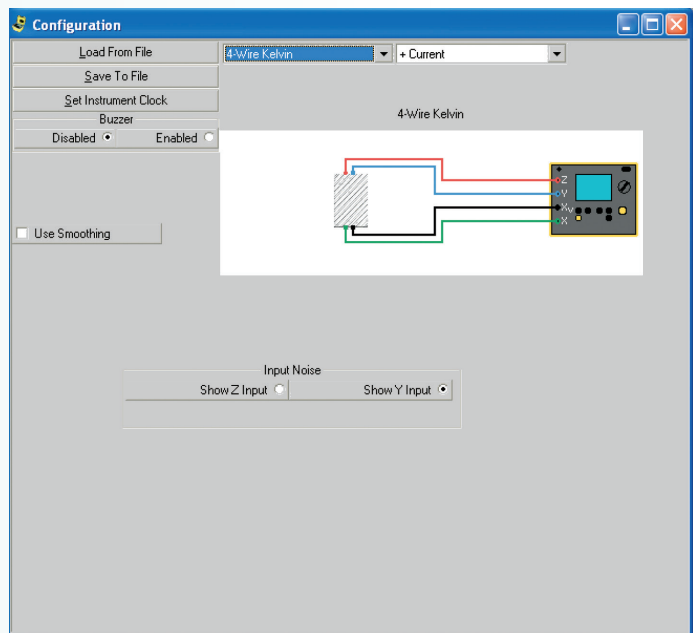 Configuration
Load From File
4-Wire Kelvin
+ Current
Save To File
Set Instrument Clock
Buzzer
4-Wire Kelvin
Disabled
Enabled
Z
Y
Xv
X
Use Smoothing
Input Noise
Show Z Input
Show Y Input